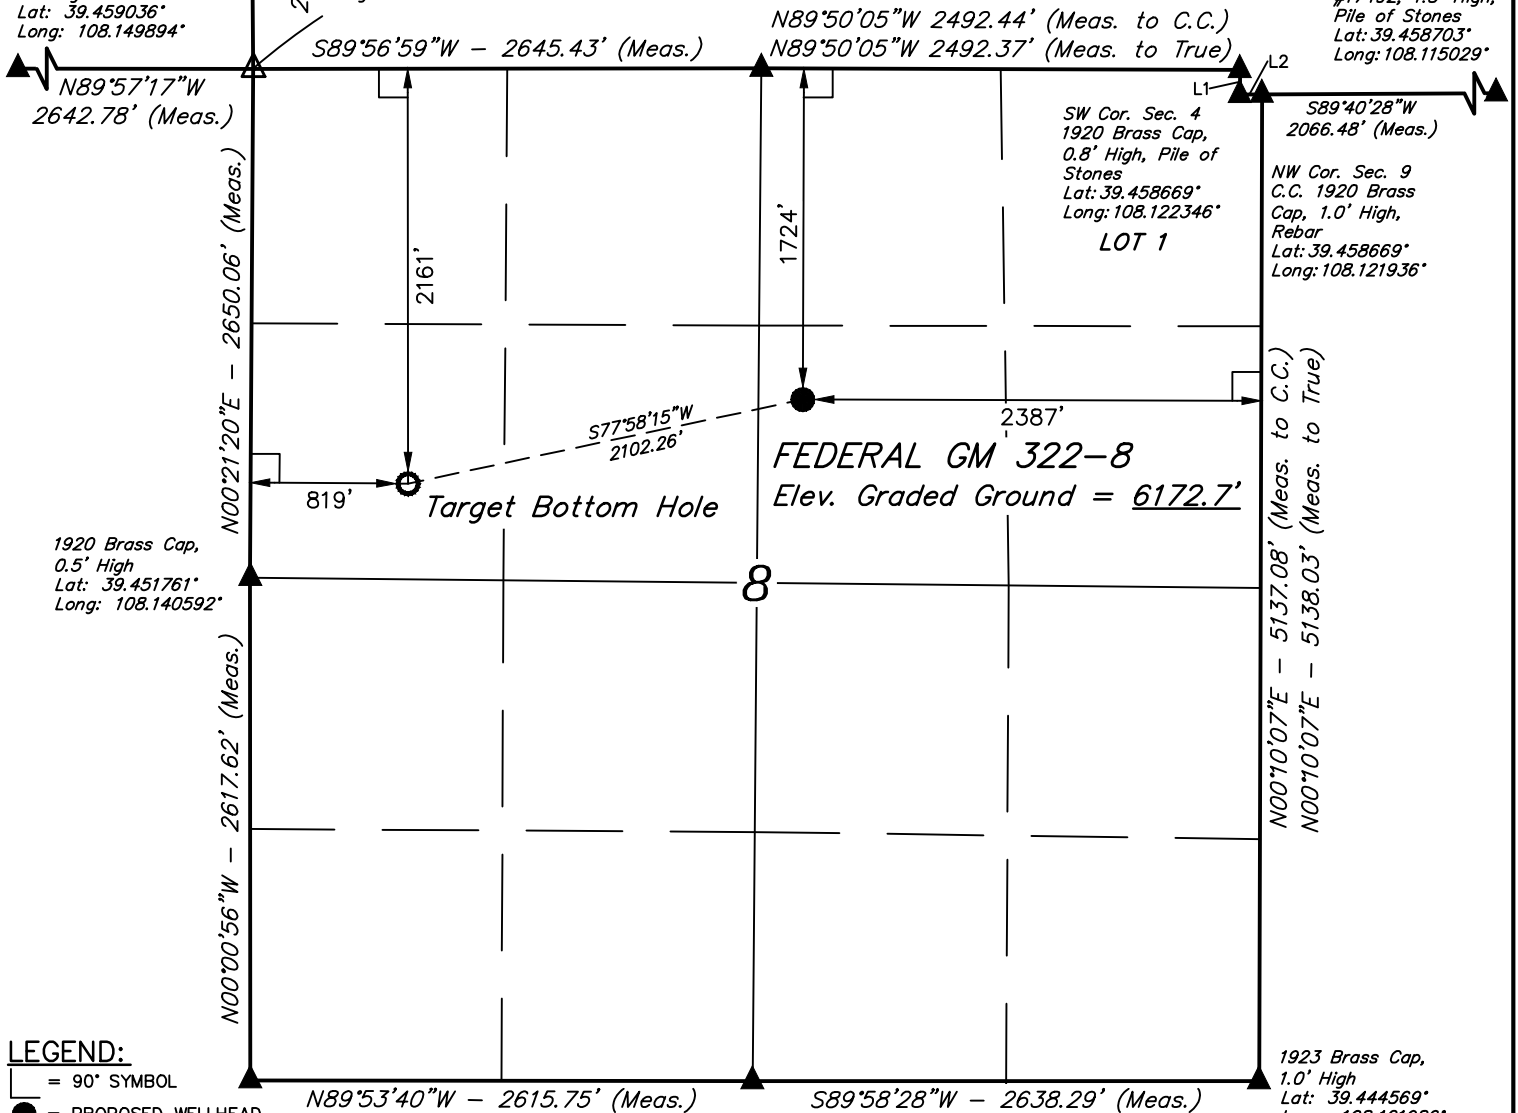 Lat: 39.459036°
Long: 108.149894°
N89°57'17"W
2642.78' (Meas.)
S89°56'59"W - 2645.43' (Meas.)
N89°50'05"W 2492.44' (Meas. to C.C.)
N89°50'05"W 2492.37' (Meas. to True)
Pile of Stones
Lat: 39.458703°
Long: 108.115029°
L2
L1
S89°40'28"W
2066.48' (Meas.)
SW Cor. Sec. 4
1920 Brass Cap,
0.8' High, Pile of
Stones
Lat: 39.458669°
Long: 108.122346°
LOT 1
NW Cor. Sec. 9
C.C. 1920 Brass
Cap, 1.0' High,
Rebar
Lat: 39.458669°
Long: 108.121936°
N00°21'20"E - 2650.06' (Meas.)
2161'
1724'
S77°58'15"W
2102.26'
2387'
FEDERAL GM 322-8
Elev. Graded Ground = 6172.7'
819'
Target Bottom Hole
N00°10'07"E - 5137.08' (Meas. to C.C.)
N00°10'07"E - 5138.03' (Meas. to True)
1920 Brass Cap,
0.5' High
Lat: 39.451761°
Long: 108.140592°
8
N00°00'56"W - 2617.62' (Meas.)
LEGEND:
= 90° SYMBOL
= PROPOSED WELLHEAD
N89°53'40"W - 2615.75' (Meas.)
S89°58'28"W - 2638.29' (Meas.)
1923 Brass Cap,
1.0' High
Lat: 39.444569°